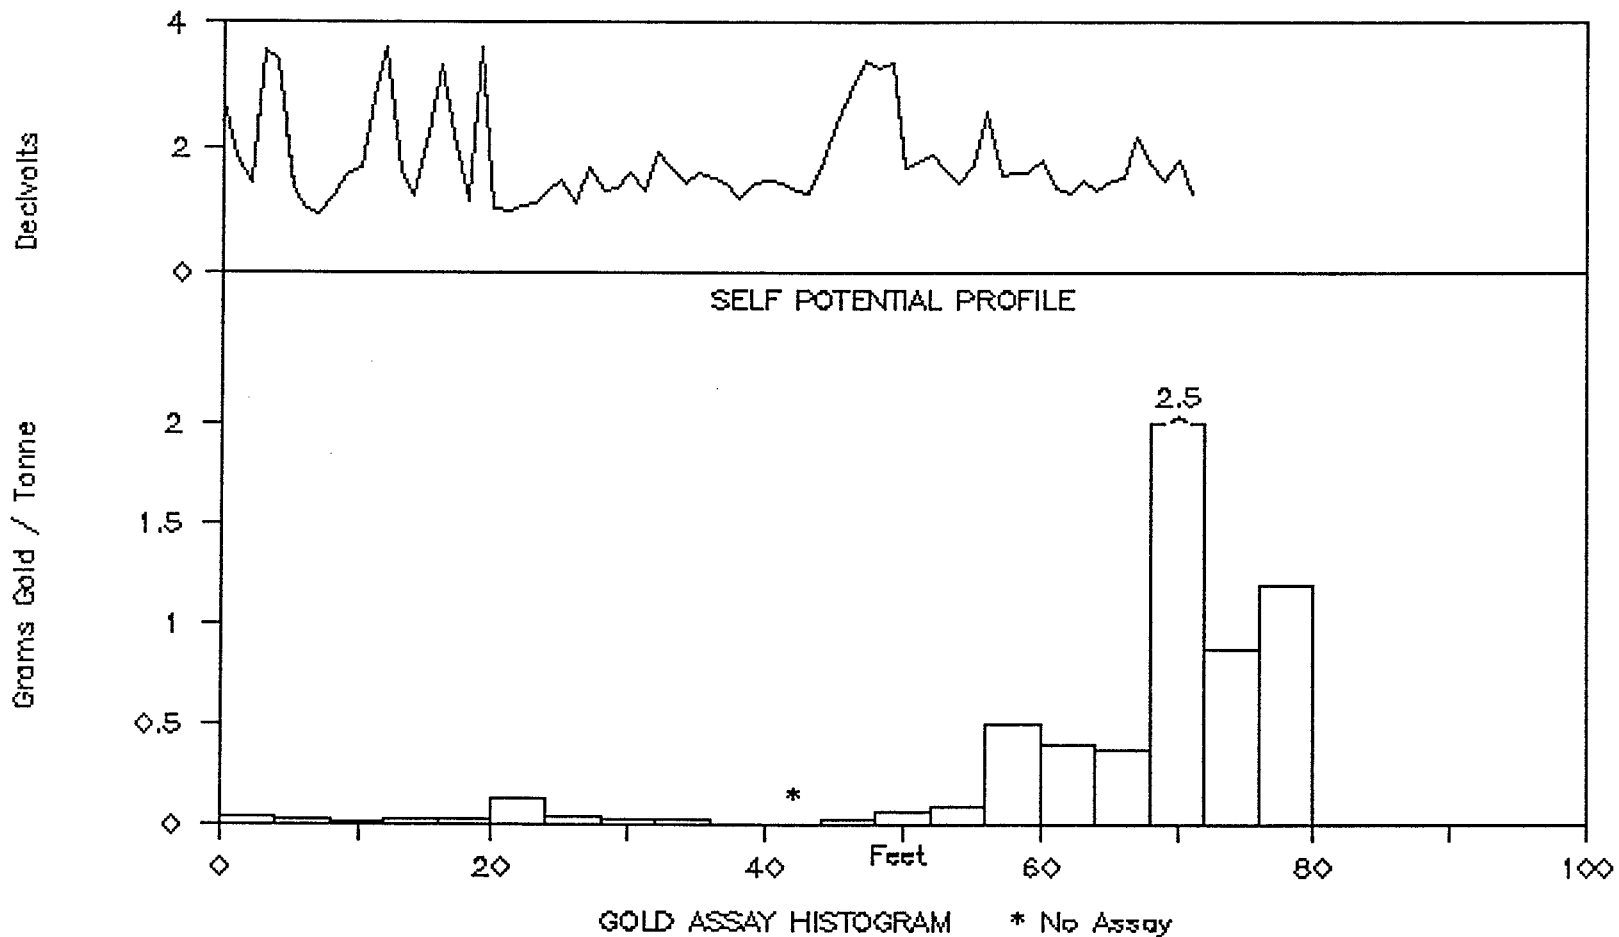 4
2
0
Decivolts
SELF POTENTIAL PROFILE
2.5
2
1.5
1
0.5
0
Grams Gold / Tonne
*
Feet
0 20 40 60 80 100
GOLD ASSAY HISTOGRAM * No Assay